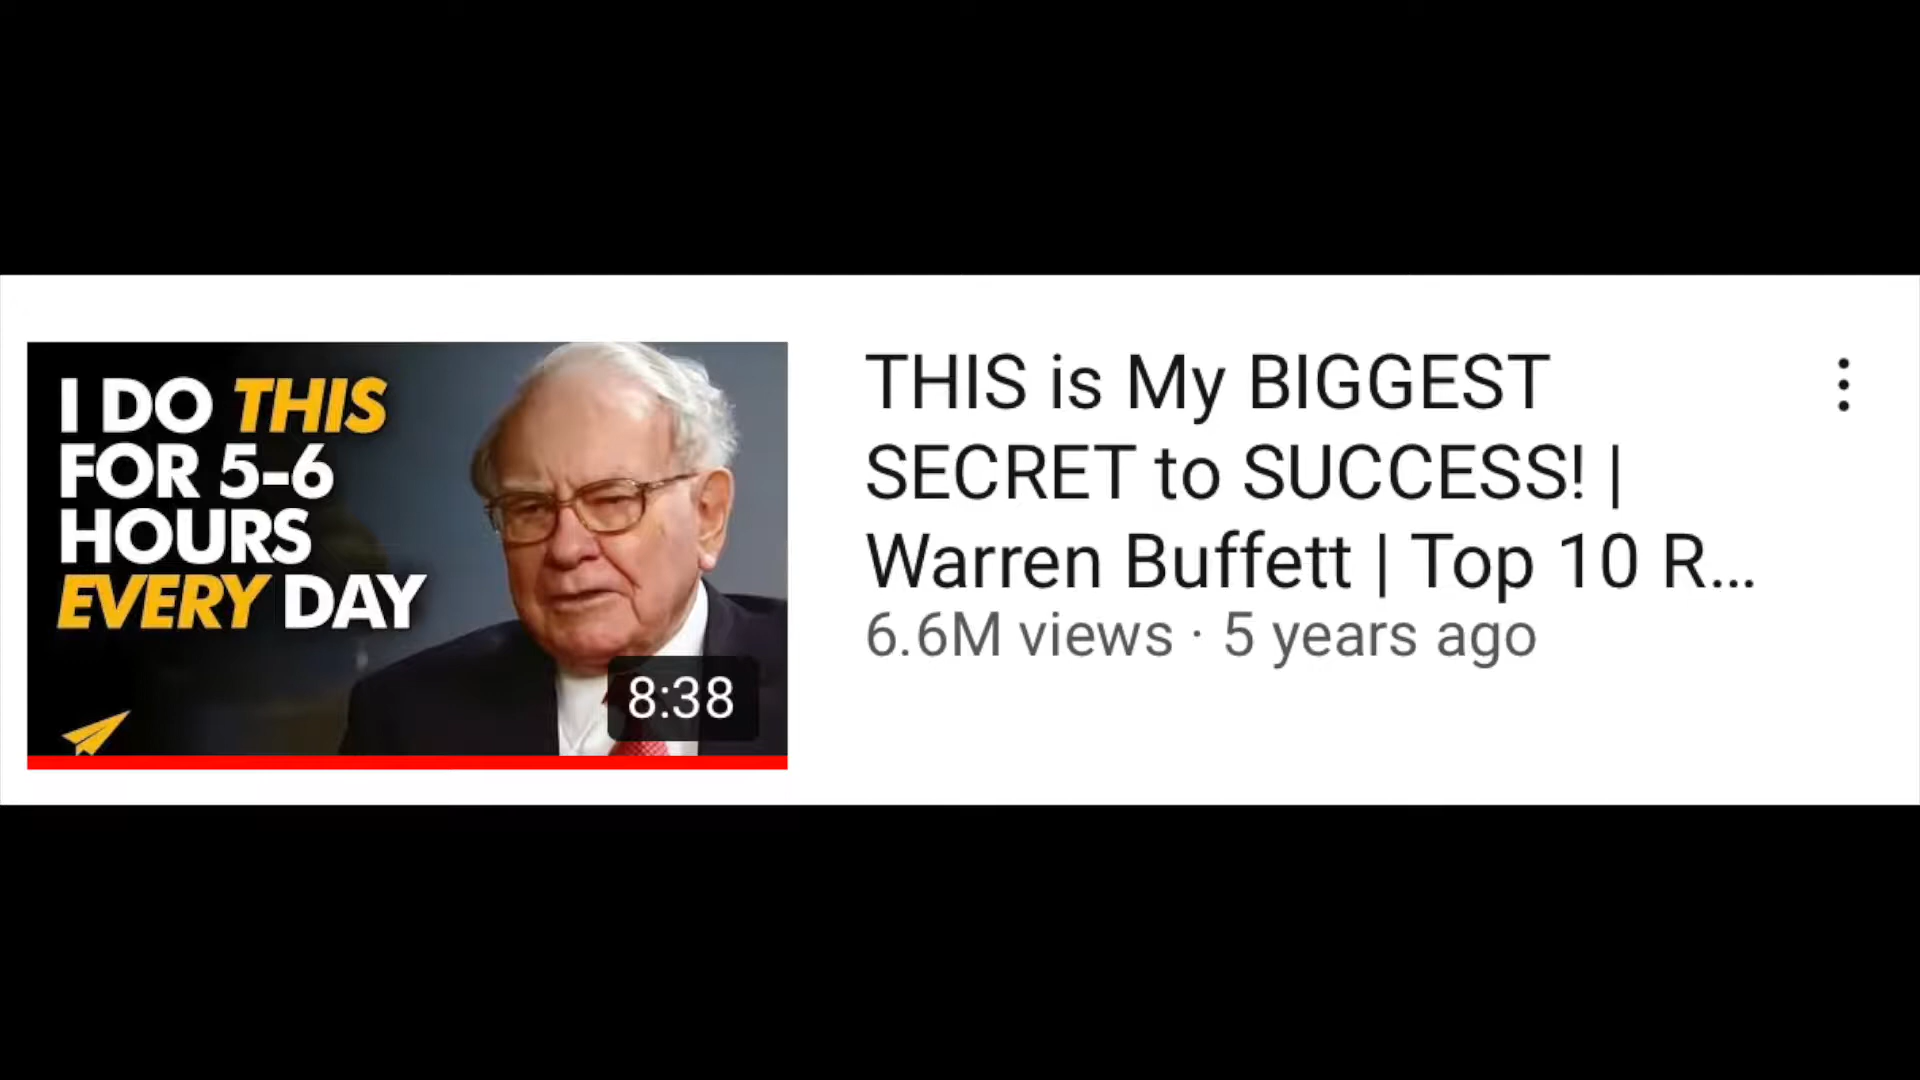 I DO THIS
FOR 5-6
HOURS
EVERY DAY
8:38
THIS is My BIGGEST
SECRET to SUCCESS! |
Warren Buffett | Top 10 R...
6.6M views · 5 years ago